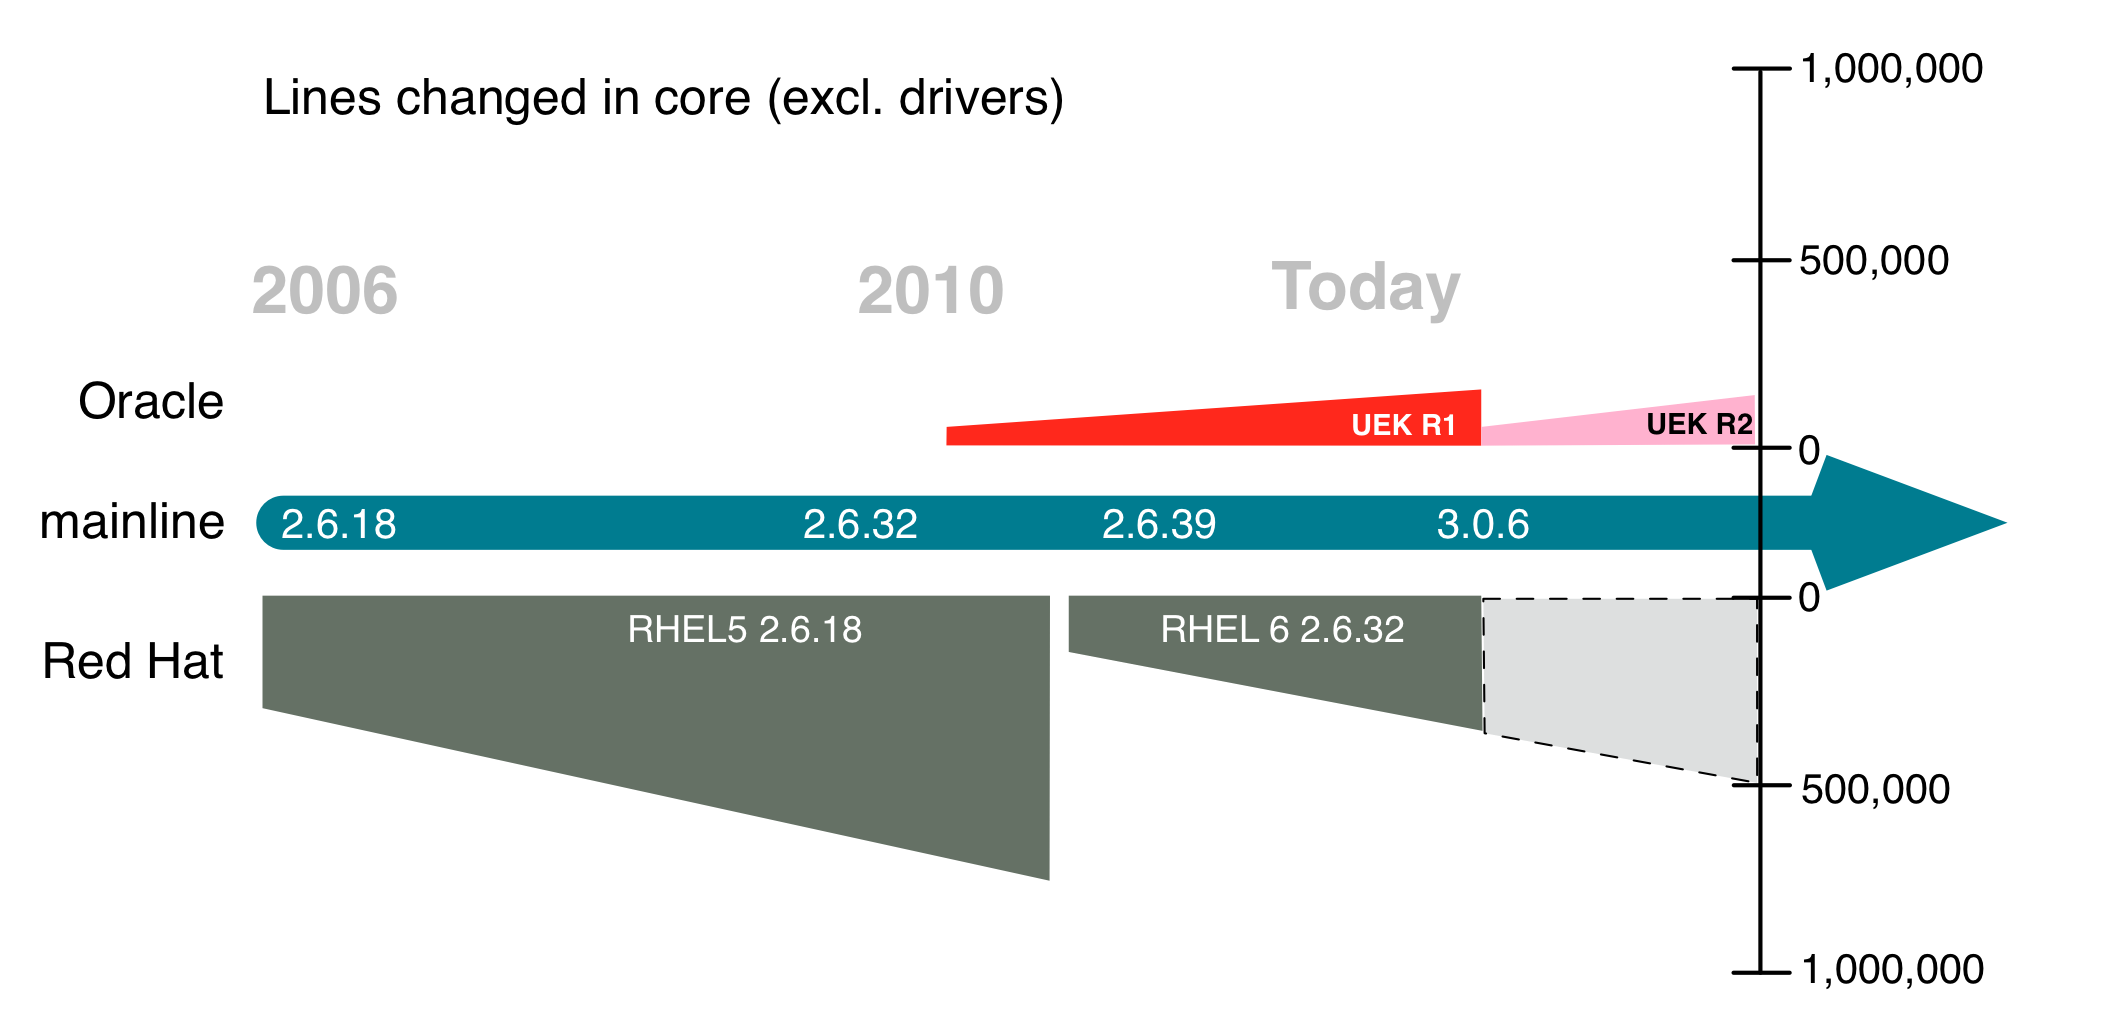 1,000,000
Lines changed in core (excl. drivers)
500,000
2006 2010 Today
Oracle
UEK R1 UEK R2
0
mainline 2.6.18 2.6.32 2.6.39 3.0.6
0
RHEL5 2.6.18 RHEL 6 2.6.32
Red Hat
500,000
1,000,000